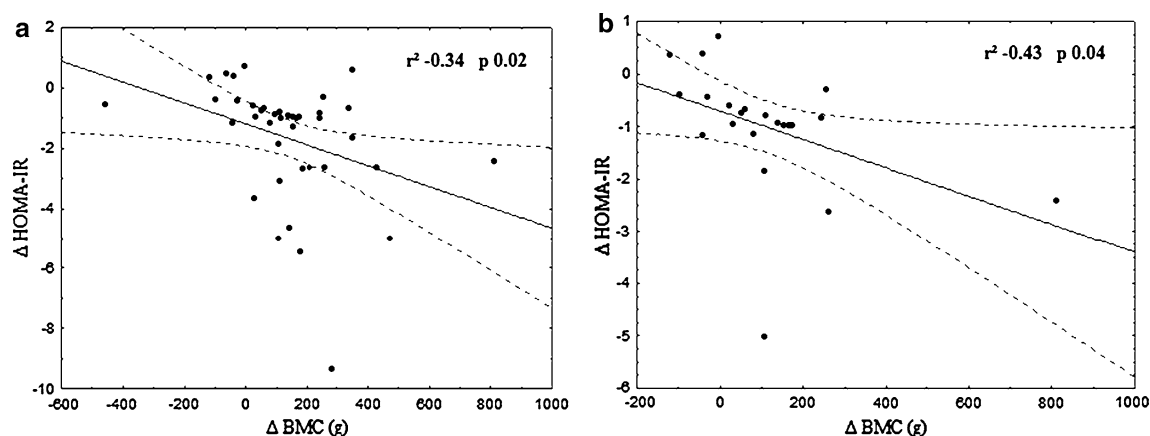 a
r² -0.34 p 0.02
Δ HOMA-IR
2
0
-2
-4
-6
-8
-10
-600 -400 -200 0 200 400 600 800 1000
Δ BMC (g)
b
r² -0.43 p 0.04
Δ HOMA-IR
1
0
-1
-2
-3
-4
-5
-6
-200 0 200 400 600 800 1000
Δ BMC (g)